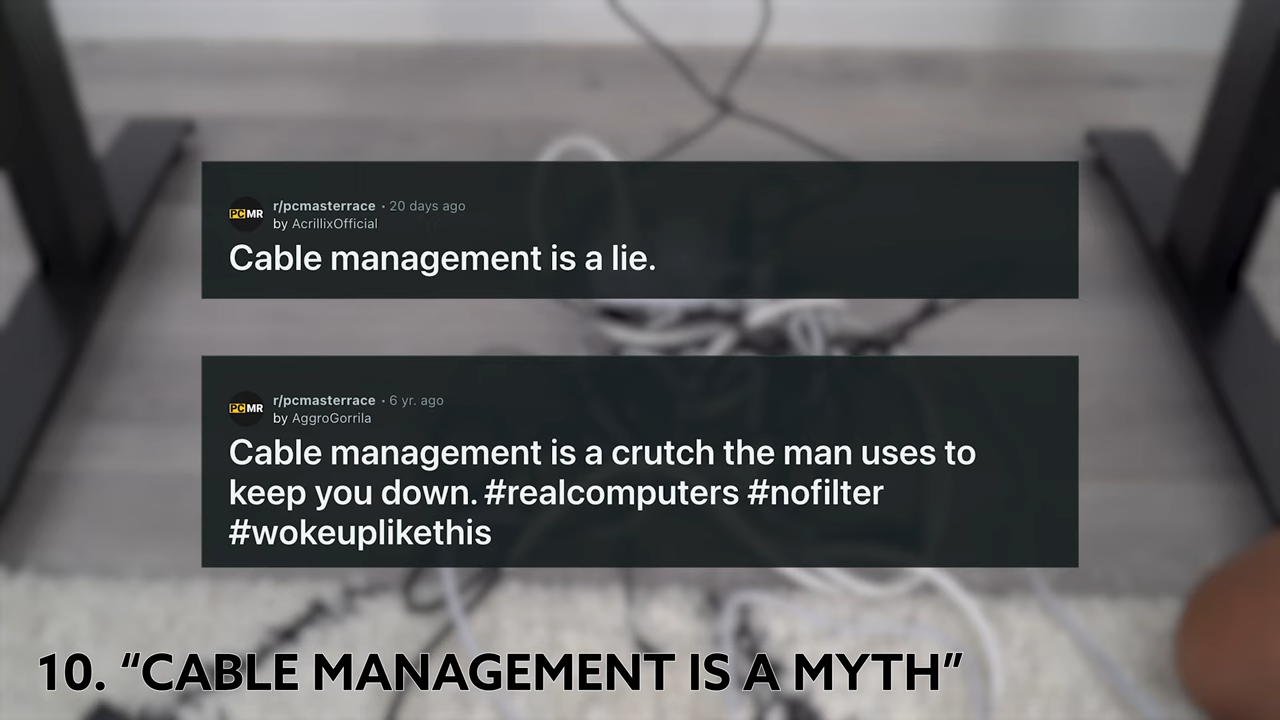 PCMR r/pcmasterrace • 20 days ago
by AcrillixOfficial
Cable management is a lie.
PCMR r/pcmasterrace • 6 yr. ago
by AggroGorrila
Cable management is a crutch the man uses to
keep you down. #realcomputers #nofilter
#wokeuplikethis
10. “CABLE MANAGEMENT IS A MYTH”